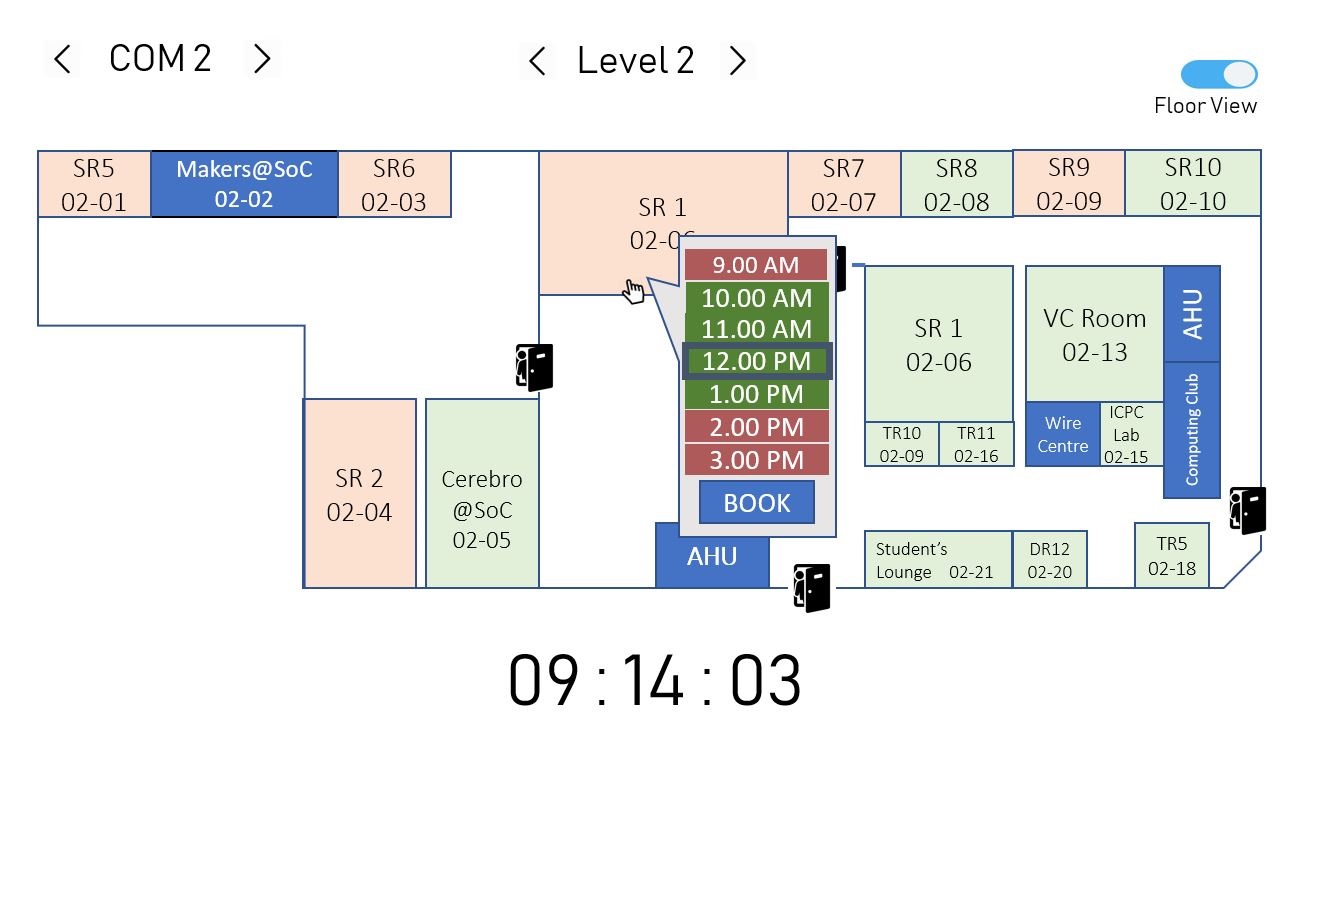 < COM 2 >
< Level 2 >
Floor View
SR5
02-01
Makers@SoC
02-02
SR6
02-03
SR 1
SR7
02-07
SR8
02-08
SR9
02-09
SR10
02-10
9.00 AM
10.00 AM
11.00 AM
12.00 PM
1.00 PM
2.00 PM
3.00 PM
BOOK
SR 1
02-06
VC Room
02-13
AHU
TR10
02-09
TR11
02-16
Wire
Centre
ICPC
Lab
02-15
Computing Club
SR 2
02-04
Cerebro
@SoC
02-05
AHU
Student’s
Lounge 02-21
DR12
02-20
TR5
02-18
09 : 14 : 03